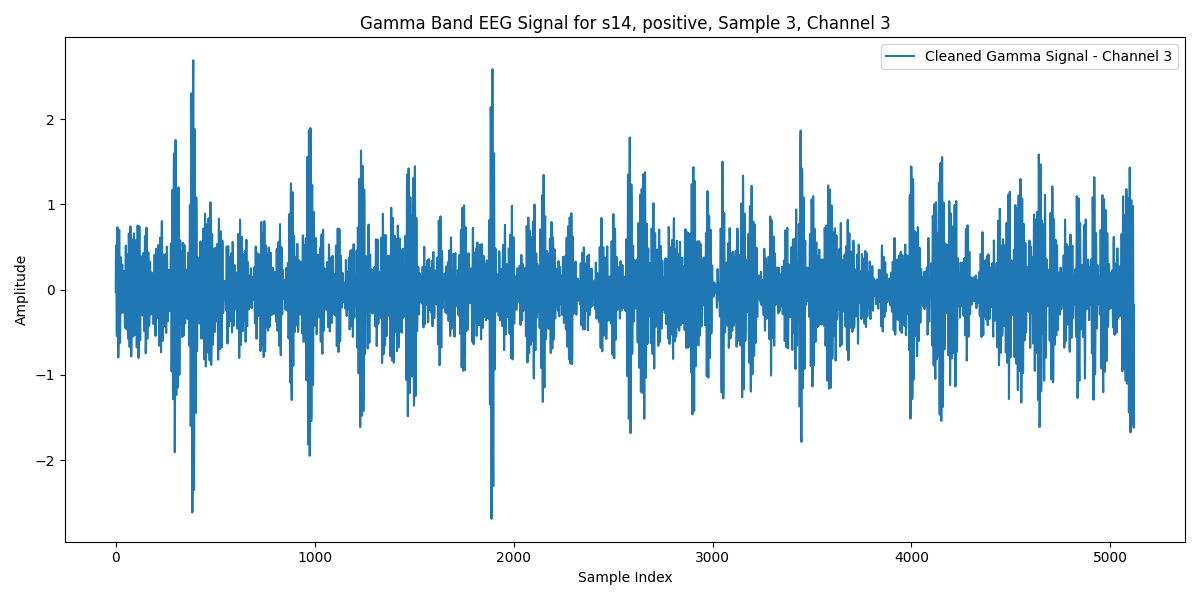 Gamma Band EEG Signal for s14, positive, Sample 3, Channel 3
Cleaned Gamma Signal - Channel 3
Amplitude
2
1
0
−1
−2
0 1000 2000 3000 4000 5000
Sample Index